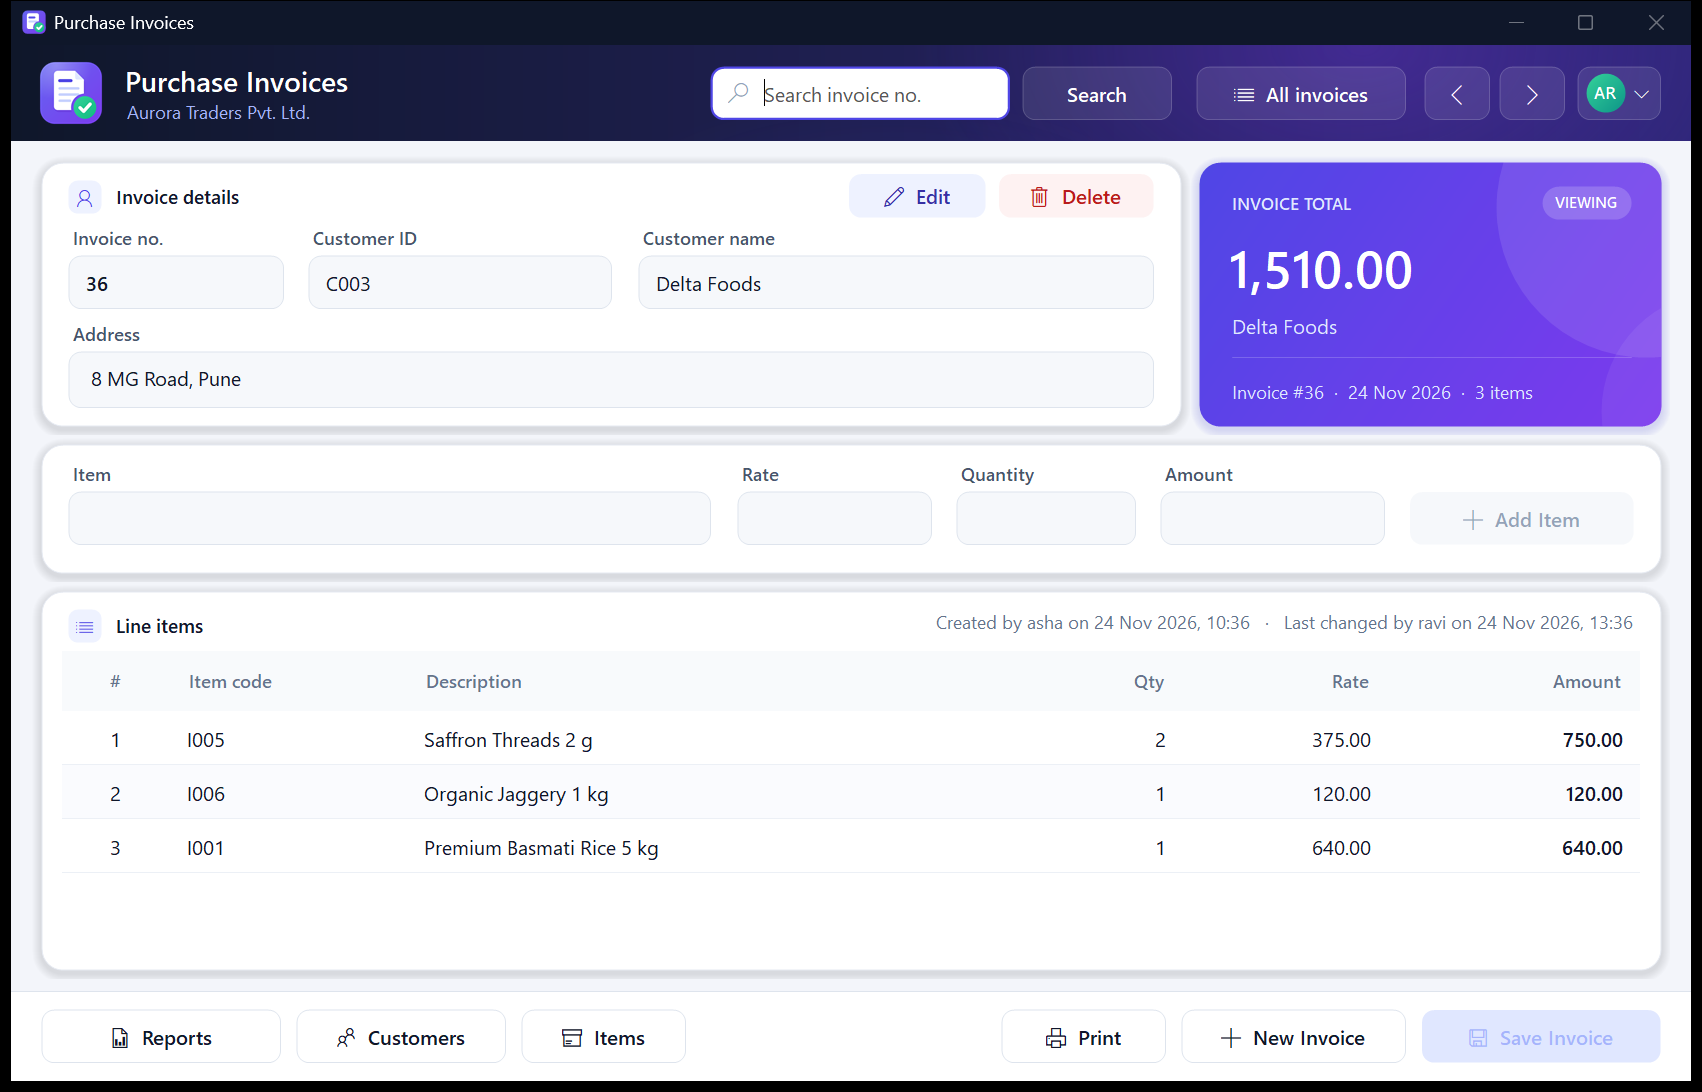 Purchase Invoices
Purchase Invoices
Aurora Traders Pvt. Ltd.
Search invoice no.
Search
All invoices
AR
Invoice details
Edit
Delete
Invoice no.
Customer ID
Customer name
36
C003
Delta Foods
Address
8 MG Road, Pune
INVOICE TOTAL
VIEWING
1,510.00
Delta Foods
Invoice #36 · 24 Nov 2026 · 3 items
Item
Rate
Quantity
Amount
Add Item
Line items
Created by asha on 24 Nov 2026, 10:36 · Last changed by ravi on 24 Nov 2026, 13:36
# Item code Description Qty Rate Amount
1 I005 Saffron Threads 2 g 2 375.00 750.00
2 I006 Organic Jaggery 1 kg 1 120.00 120.00
3 I001 Premium Basmati Rice 5 kg 1 640.00 640.00
Reports
Customers
Items
Print
New Invoice
Save Invoice